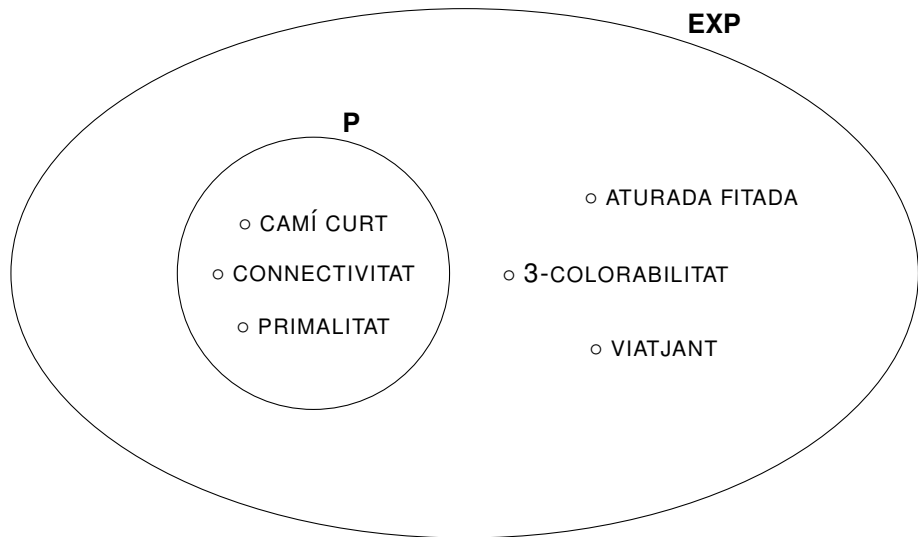 EXP
P
ATURADA FITADA
CAMÍ CURT
CONNECTIVITAT
3-COLORABILITAT
PRIMALITAT
VIATJANT